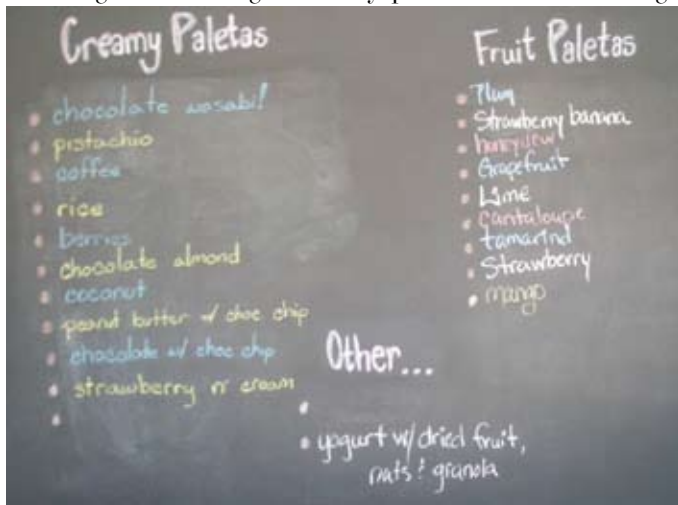 Creamy Paletas
chocolate wasabi!
pistachio
coffee
rice
berries
chocolate almond
coconut
peanut butter w/ choc chip
chocolate w/ choc chip
strawberry n' cream
Fruit Paletas
Plum
Strawberry banana
honeydew
Grapefruit
Lime
cantaloupe
tamarind
Strawberry
mango
Other...
yogurt w/ dried fruit,
nats & granola